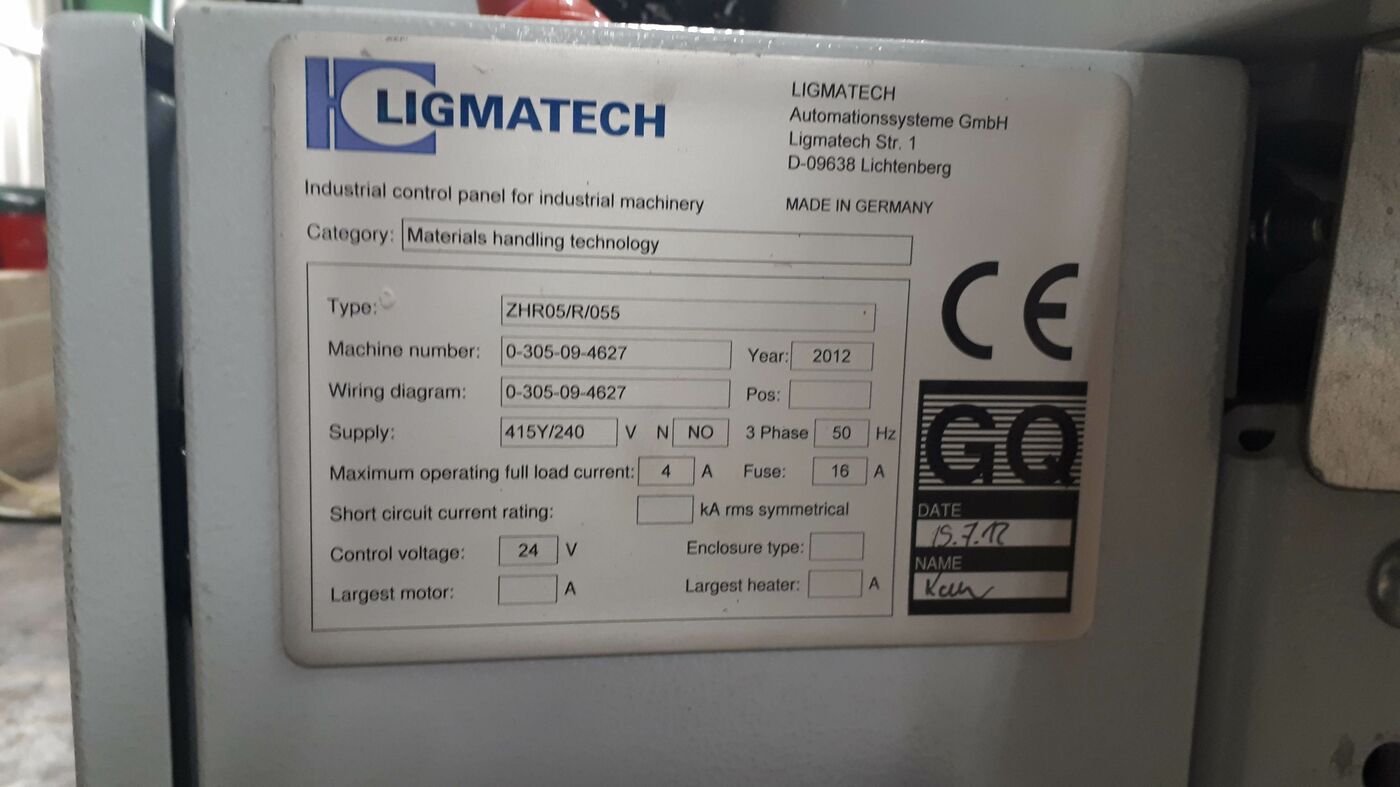 LIGMATECH
LIGMATECH
Automationssysteme GmbH
Ligmatech Str. 1
D-09638 Lichtenberg
Industrial control panel for industrial machinery
MADE IN GERMANY
Category: Materials handling technology
CE
Type: ZHR05/R/055
Machine number: 0-305-09-4627 Year: 2012
Wiring diagram: 0-305-09-4627 Pos:
Supply: 415Y/240 V N NO 3 Phase 50 Hz
Maximum operating full load current: 4 A Fuse: 16 A
Short circuit current rating: kA rms symmetrical
Control voltage: 24 V Enclosure type:
Largest motor: A Largest heater: A
GQ
DATE
NAME